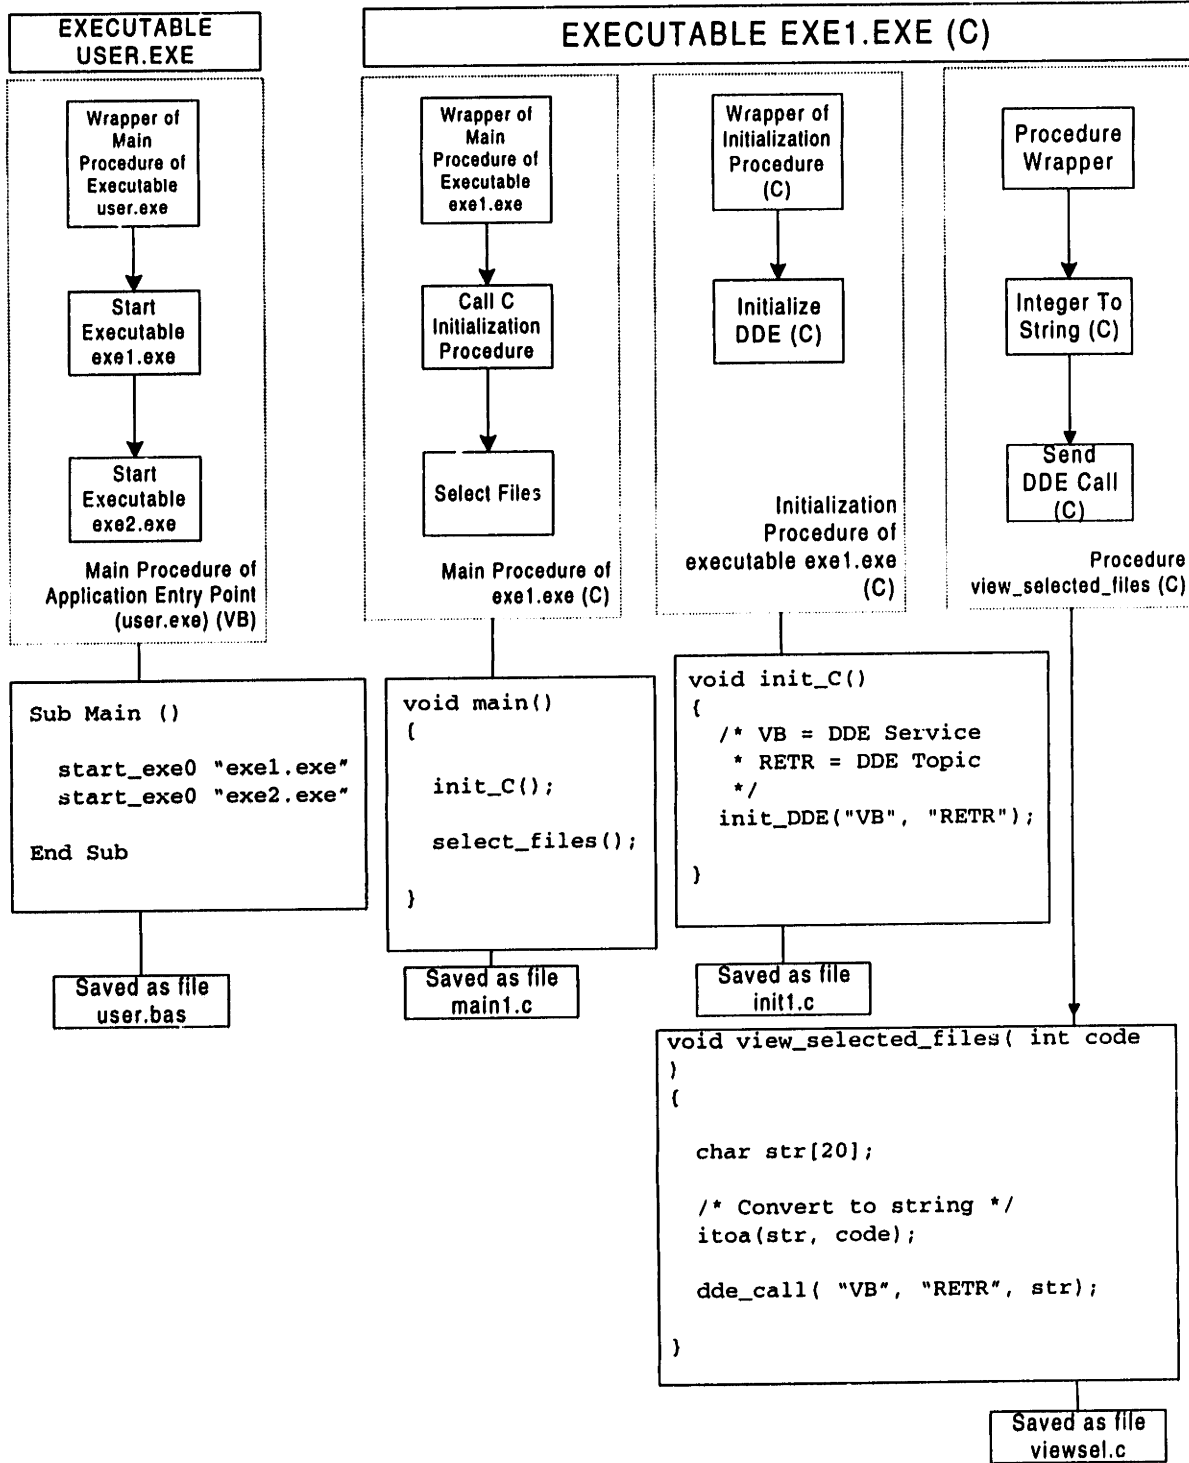 EXECUTABLE
USER.EXE
EXECUTABLE EXE1.EXE (C)
Wrapper of
Main
Procedure of
Executable
user.exe
Start
Executable
exe1.exe
Start
Executable
exe2.exe
Main Procedure of
Application Entry Point
(user.exe) (VB)
Wrapper of
Main
Procedure of
Executable
exe1.exe
Call C
Initialization
Procedure
Select Files
Main Procedure of
exe1.exe (C)
Wrapper of
Initialization
Procedure
(C)
Initialize
DDE (C)
Initialization
Procedure of
executable exe1.exe
(C)
Procedure
Wrapper
Integer To
String (C)
Send
DDE Call
(C)
Procedure
view_selected_files (C)
Sub Main ()
start_exe0 "exe1.exe"
start_exe0 "exe2.exe"
End Sub
Saved as file
user.bas
void main()
{
init_C();
select_files();
}
Saved as file
main1.c
void init_C()
{
/* VB = DDE Service
* RETR = DDE Topic
*/
init_DDE("VB", "RETR");
}
Saved as file
init1.c
void view_selected_files( int code
)
{
char str[20];
/* Convert to string */
itoa(str, code);
dde_call( "VB", "RETR", str);
}
Saved as file
viewsel.c